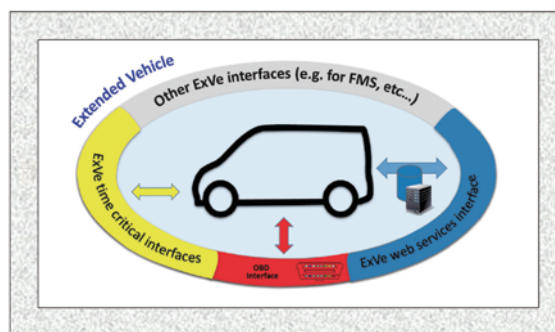 Extended Vehicle
Other ExVe interfaces (e.g. for FMS, etc...)
ExVe time critical interfaces
ExVe web services interface
OBD
Interface